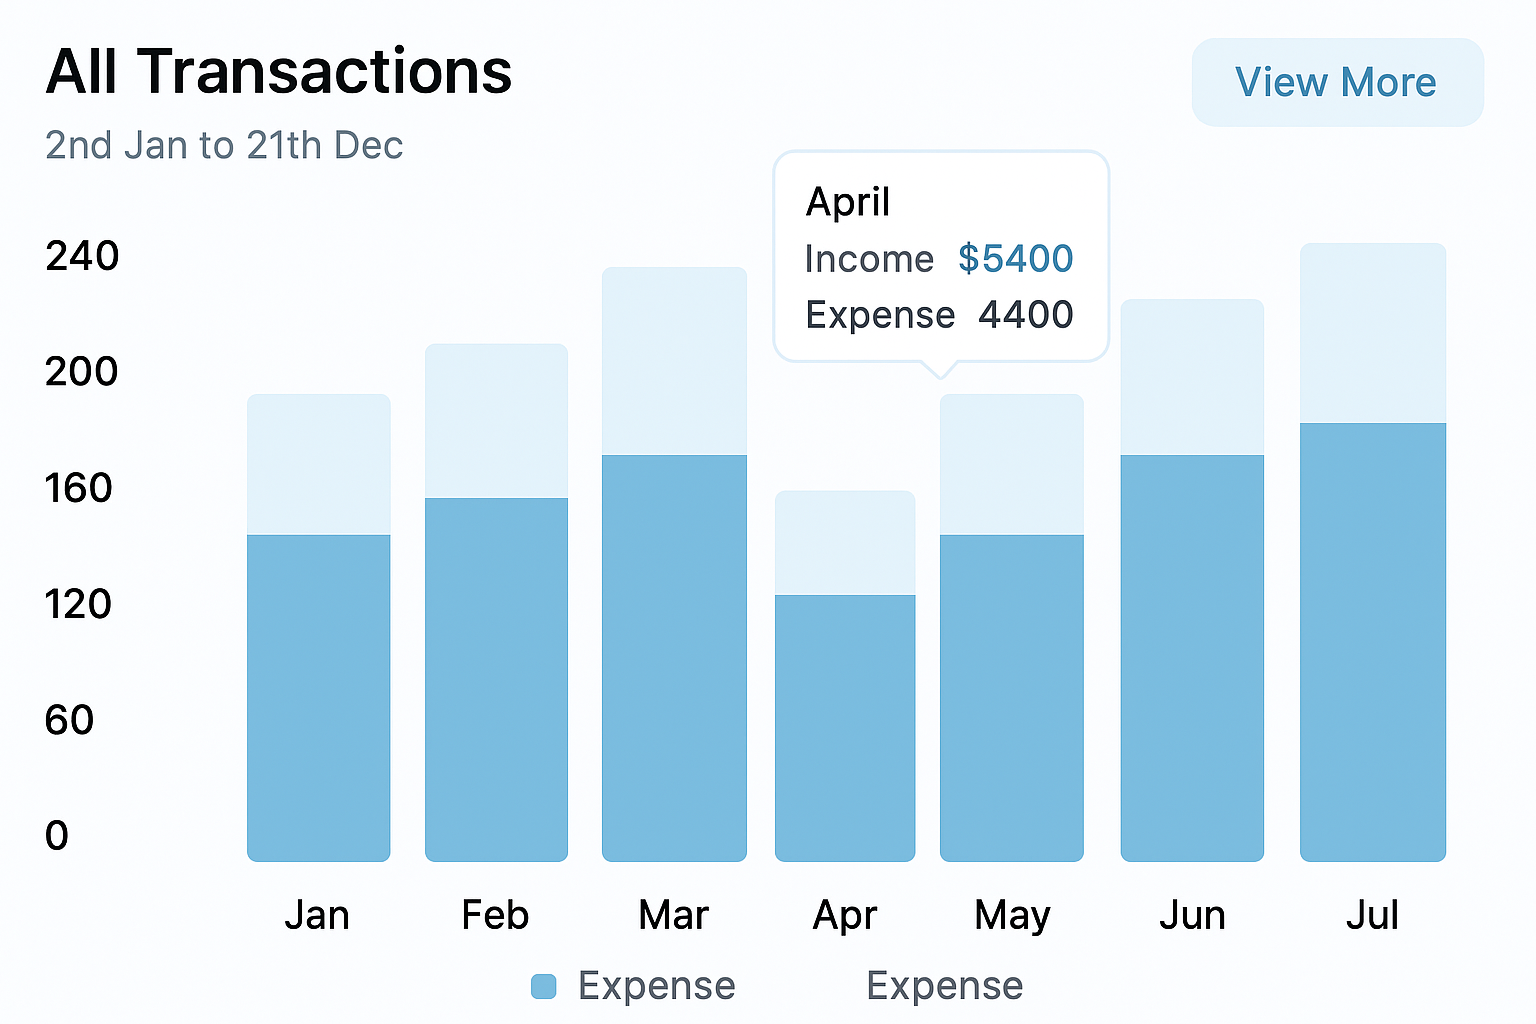 All Transactions
View More
2nd Jan to 21th Dec
April
Income $5400
Expense 4400
240
200
160
120
60
0
Jan Feb Mar Apr May Jun Jul
Expense Expense